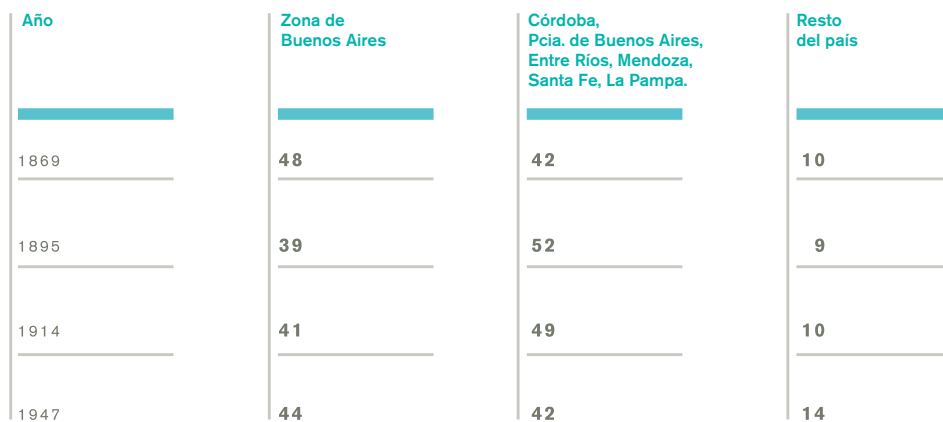 Año
Zona de
Buenos Aires
Córdoba,
Pcia. de Buenos Aires,
Entre Ríos, Mendoza,
Santa Fe, La Pampa.
Resto
del país
1869 48 42 10
1895 39 52 9
1914 41 49 10
1947 44 42 14